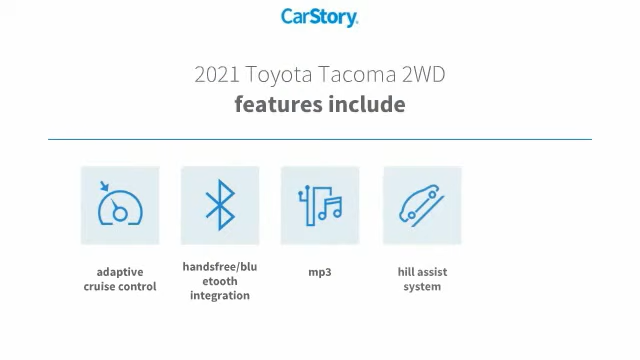 CarStory.
2021 Toyota Tacoma 2WD
features include
adaptive
cruise control
handsfree/blu
etooth
integration
mp3
hill assist
system